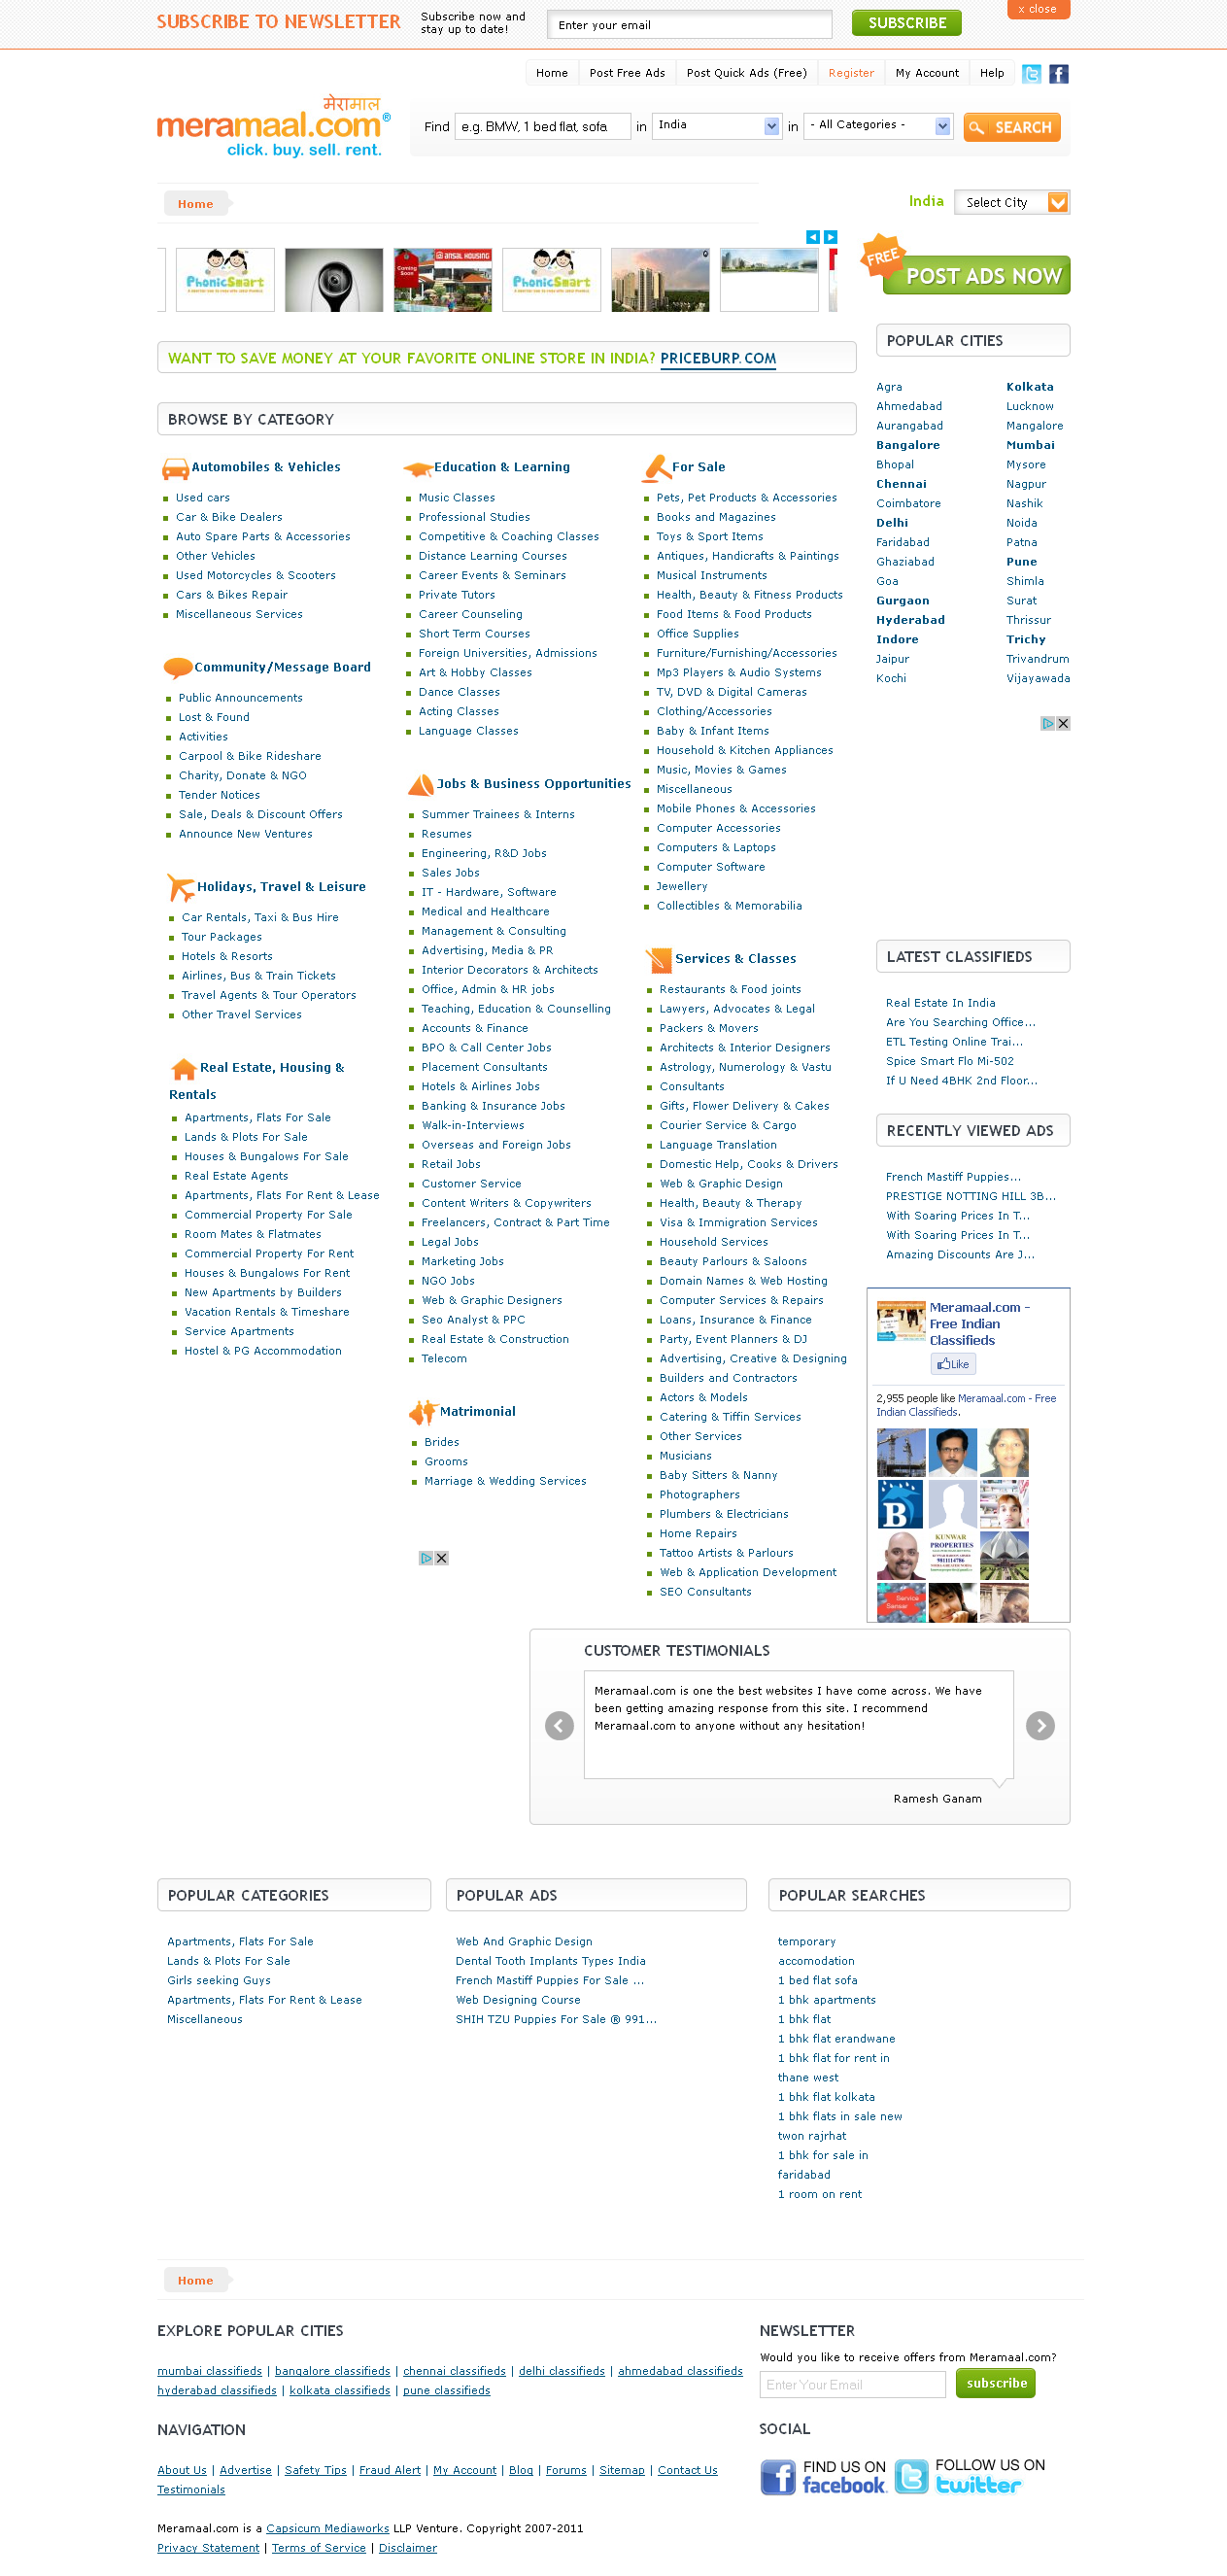 SUBSCRIBE TO NEWSLETTER
Subscribe now and
stay up to date!
Enter your email
SUBSCRIBE
x close
Home
Post Free Ads
Post Quick Ads (Free)
Register
My Account
Help
मेरामाल
meramaal.com®
click. buy. sell. rent.
Find
e.g. BMW, 1 bed flat, sofa
in
India
in
- All Categories -
SEARCH
Home
India
Select City
PhonicSmart
Coming Soon
ANSAL HOUSING
PhonicSmart
FREE
POST ADS NOW
WANT TO SAVE MONEY AT YOUR FAVORITE ONLINE STORE IN INDIA? PRICEBURP.COM
BROWSE BY CATEGORY
Automobiles & Vehicles
Used cars
Car & Bike Dealers
Auto Spare Parts & Accessories
Other Vehicles
Used Motorcycles & Scooters
Cars & Bikes Repair
Miscellaneous Services
Community/Message Board
Public Announcements
Lost & Found
Activities
Carpool & Bike Rideshare
Charity, Donate & NGO
Tender Notices
Sale, Deals & Discount Offers
Announce New Ventures
Holidays, Travel & Leisure
Car Rentals, Taxi & Bus Hire
Tour Packages
Hotels & Resorts
Airlines, Bus & Train Tickets
Travel Agents & Tour Operators
Other Travel Services
Real Estate, Housing &
Rentals
Apartments, Flats For Sale
Lands & Plots For Sale
Houses & Bungalows For Sale
Real Estate Agents
Apartments, Flats For Rent & Lease
Commercial Property For Sale
Room Mates & Flatmates
Commercial Property For Rent
Houses & Bungalows For Rent
New Apartments by Builders
Vacation Rentals & Timeshare
Service Apartments
Hostel & PG Accommodation
Education & Learning
Music Classes
Professional Studies
Competitive & Coaching Classes
Distance Learning Courses
Career Events & Seminars
Private Tutors
Career Counseling
Short Term Courses
Foreign Universities, Admissions
Art & Hobby Classes
Dance Classes
Acting Classes
Language Classes
Jobs & Business Opportunities
Summer Trainees & Interns
Resumes
Engineering, R&D Jobs
Sales Jobs
IT - Hardware, Software
Medical and Healthcare
Management & Consulting
Advertising, Media & PR
Interior Decorators & Architects
Office, Admin & HR jobs
Teaching, Education & Counselling
Accounts & Finance
BPO & Call Center Jobs
Placement Consultants
Hotels & Airlines Jobs
Banking & Insurance Jobs
Walk-in-Interviews
Overseas and Foreign Jobs
Retail Jobs
Customer Service
Content Writers & Copywriters
Freelancers, Contract & Part Time
Legal Jobs
Marketing Jobs
NGO Jobs
Web & Graphic Designers
Seo Analyst & PPC
Real Estate & Construction
Telecom
Matrimonial
Brides
Grooms
Marriage & Wedding Services
For Sale
Pets, Pet Products & Accessories
Books and Magazines
Toys & Sport Items
Antiques, Handicrafts & Paintings
Musical Instruments
Health, Beauty & Fitness Products
Food Items & Food Products
Office Supplies
Furniture/Furnishing/Accessories
Mp3 Players & Audio Systems
TV, DVD & Digital Cameras
Clothing/Accessories
Baby & Infant Items
Household & Kitchen Appliances
Music, Movies & Games
Miscellaneous
Mobile Phones & Accessories
Computer Accessories
Computers & Laptops
Computer Software
Jewellery
Collectibles & Memorabilia
Services & Classes
Restaurants & Food joints
Lawyers, Advocates & Legal
Packers & Movers
Architects & Interior Designers
Astrology, Numerology & Vastu
Consultants
Gifts, Flower Delivery & Cakes
Courier Service & Cargo
Language Translation
Domestic Help, Cooks & Drivers
Web & Graphic Design
Health, Beauty & Therapy
Visa & Immigration Services
Household Services
Beauty Parlours & Saloons
Domain Names & Web Hosting
Computer Services & Repairs
Loans, Insurance & Finance
Party, Event Planners & DJ
Advertising, Creative & Designing
Builders and Contractors
Actors & Models
Catering & Tiffin Services
Other Services
Musicians
Baby Sitters & Nanny
Photographers
Plumbers & Electricians
Home Repairs
Tattoo Artists & Parlours
Web & Application Development
SEO Consultants
POPULAR CITIES
Agra
Ahmedabad
Aurangabad
Bangalore
Bhopal
Chennai
Coimbatore
Delhi
Faridabad
Ghaziabad
Goa
Gurgaon
Hyderabad
Indore
Jaipur
Kochi
Kolkata
Lucknow
Mangalore
Mumbai
Mysore
Nagpur
Nashik
Noida
Patna
Pune
Shimla
Surat
Thrissur
Trichy
Trivandrum
Vijayawada
LATEST CLASSIFIEDS
Real Estate In India
Are You Searching Office...
ETL Testing Online Trai...
Spice Smart Flo Mi-502
If U Need 4BHK 2nd Floor...
RECENTLY VIEWED ADS
French Mastiff Puppies...
PRESTIGE NOTTING HILL 3B...
With Soaring Prices In T...
With Soaring Prices In T...
Amazing Discounts Are J...
Meramaal.com -
Free Indian
Classifieds
Like
2,955 people like Meramaal.com - Free
Indian Classifieds.
B
KUNWAR
PROPERTIES
9811114786
Service
Sensar
CUSTOMER TESTIMONIALS
Meramaal.com is one the best websites I have come across. We have
been getting amazing response from this site. I recommend
Meramaal.com to anyone without any hesitation!
Ramesh Ganam
POPULAR CATEGORIES
Apartments, Flats For Sale
Lands & Plots For Sale
Girls seeking Guys
Apartments, Flats For Rent & Lease
Miscellaneous
POPULAR ADS
Web And Graphic Design
Dental Tooth Implants Types India
French Mastiff Puppies For Sale ...
Web Designing Course
SHIH TZU Puppies For Sale ® 991...
POPULAR SEARCHES
temporary
accomodation
1 bed flat sofa
1 bhk apartments
1 bhk flat
1 bhk flat erandwane
1 bhk flat for rent in
thane west
1 bhk flat kolkata
1 bhk flats in sale new
twon rajrhat
1 bhk for sale in
faridabad
1 room on rent
Home
EXPLORE POPULAR CITIES
mumbai classifieds | bangalore classifieds | chennai classifieds | delhi classifieds | ahmedabad classifieds
hyderabad classifieds | kolkata classifieds | pune classifieds
NAVIGATION
About Us | Advertise | Safety Tips | Fraud Alert | My Account | Blog | Forums | Sitemap | Contact Us
Testimonials
Meramaal.com is a Capsicum Mediaworks LLP Venture. Copyright 2007-2011
Privacy Statement | Terms of Service | Disclaimer
NEWSLETTER
Would you like to receive offers from Meramaal.com?
Enter Your Email
subscribe
SOCIAL
FIND US ON
facebook.
FOLLOW US ON
twitter